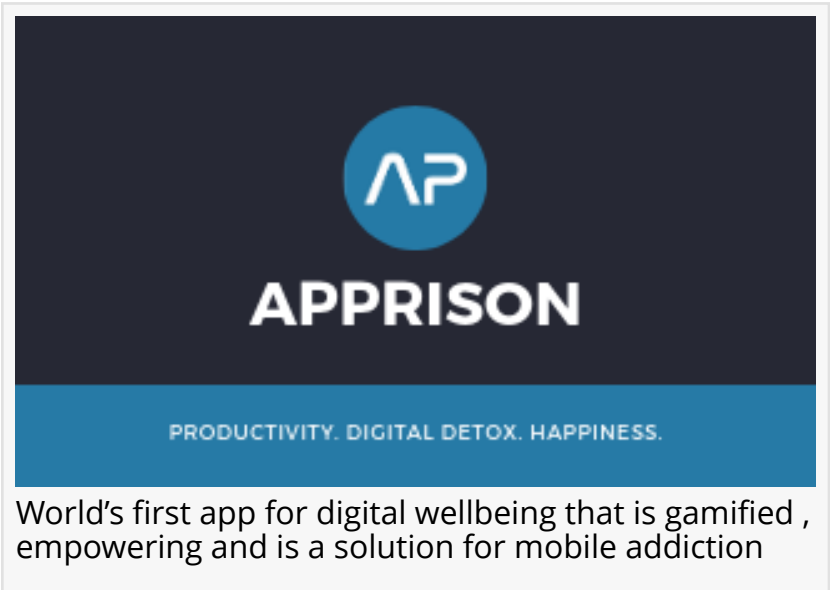 AP
APPRISON
PRODUCTIVITY. DIGITAL DETOX. HAPPINESS.
World’s first app for digital wellbeing that is gamified ,
empowering and is a solution for mobile addiction